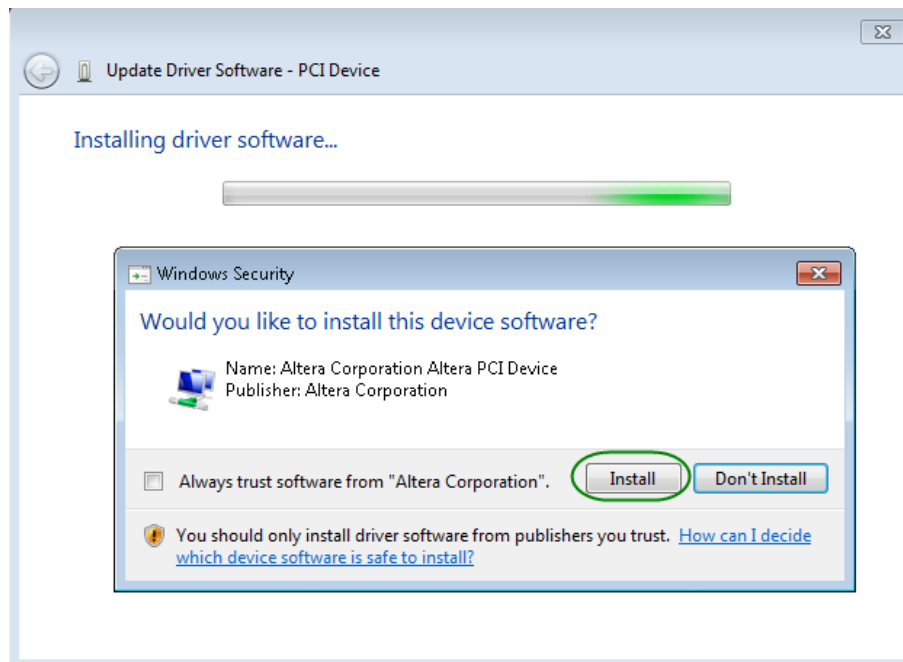 Update Driver Software - PCI Device
Installing driver software...
Windows Security
Would you like to install this device software?
Name: Altera Corporation Altera PCI Device
Publisher: Altera Corporation
Always trust software from "Altera Corporation".
Install
Don't Install
You should only install driver software from publishers you trust. How can I decide
which device software is safe to install?